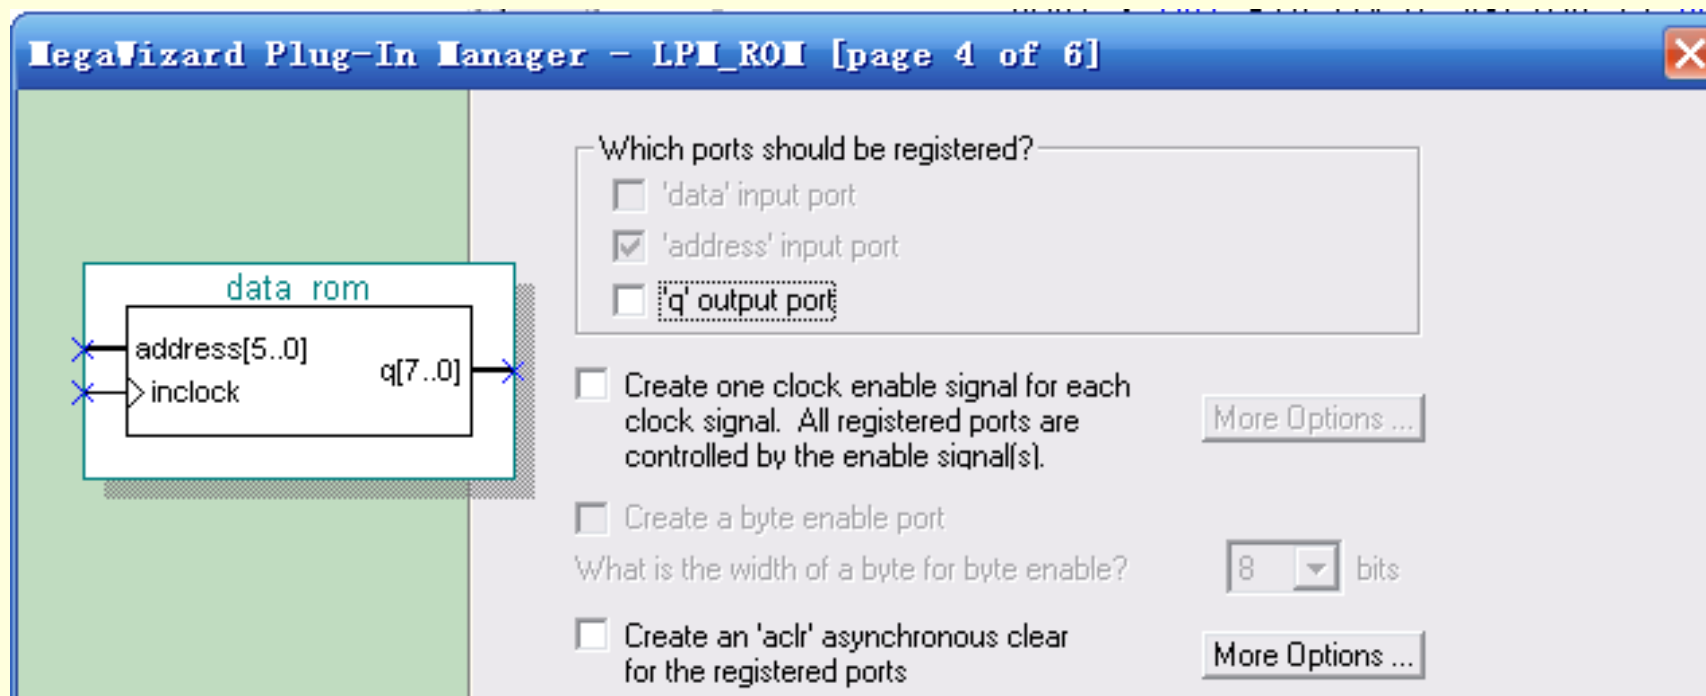 MegaWizard Plug-In Manager - LPM_ROM [page 4 of 6]
Which ports should be registered?
'data' input port
'address' input port
'q' output port
data rom
address[5..0]
q[7..0]
inclock
Create one clock enable signal for each
clock signal. All registered ports are
controlled by the enable signal(s).
More Options ...
Create a byte enable port
What is the width of a byte for byte enable?
8
bits
Create an 'aclr' asynchronous clear
for the registered ports
More Options ...